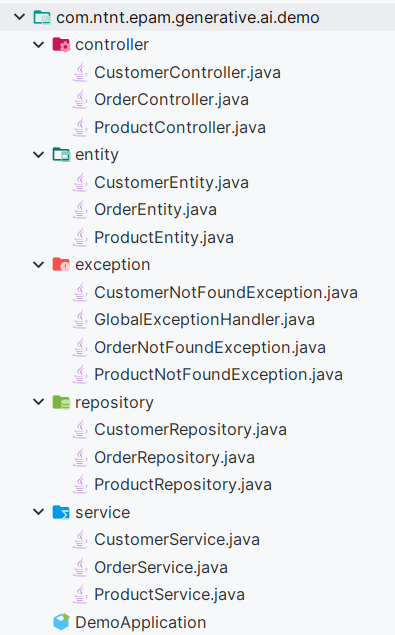 com.ntnt.epam.generative.ai.demo
controller
CustomerController.java
OrderController.java
ProductController.java
entity
CustomerEntity.java
OrderEntity.java
ProductEntity.java
exception
CustomerNotFoundException.java
GlobalExceptionHandler.java
OrderNotFoundException.java
ProductNotFoundException.java
repository
CustomerRepository.java
OrderRepository.java
ProductRepository.java
service
CustomerService.java
OrderService.java
ProductService.java
DemoApplication